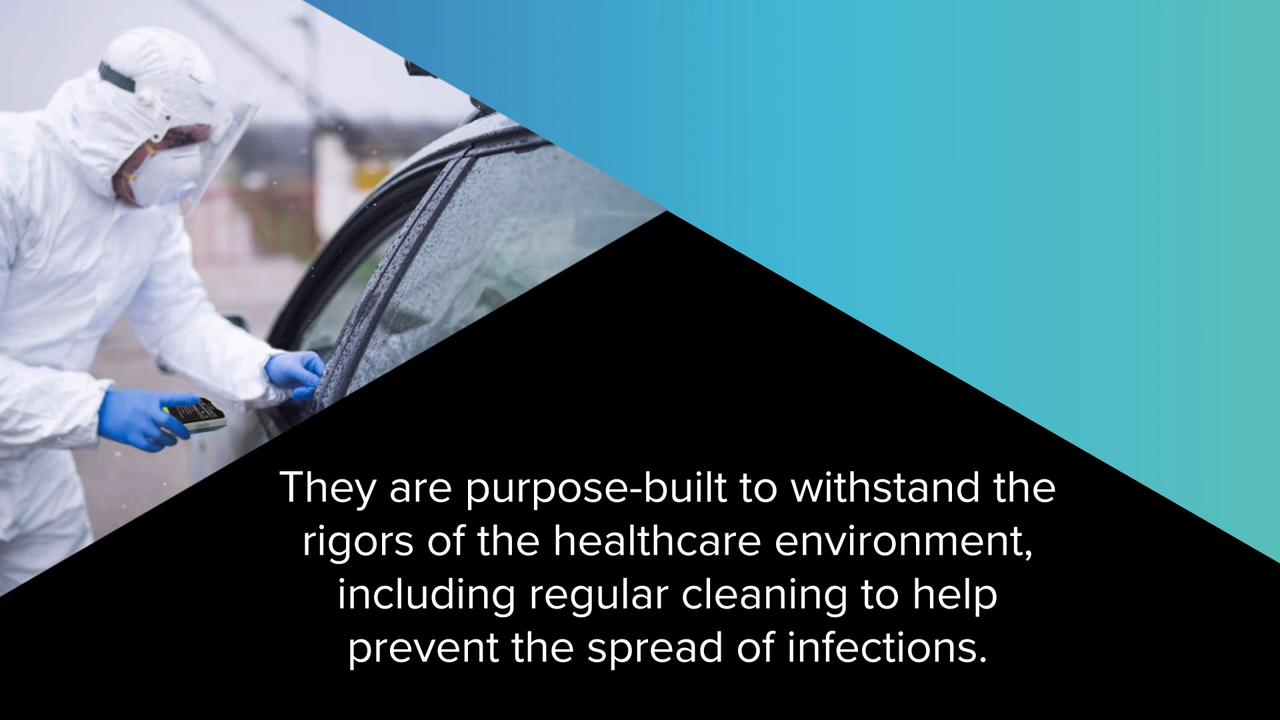 They are purpose-built to withstand the
rigors of the healthcare environment,
including regular cleaning to help
prevent the spread of infections.